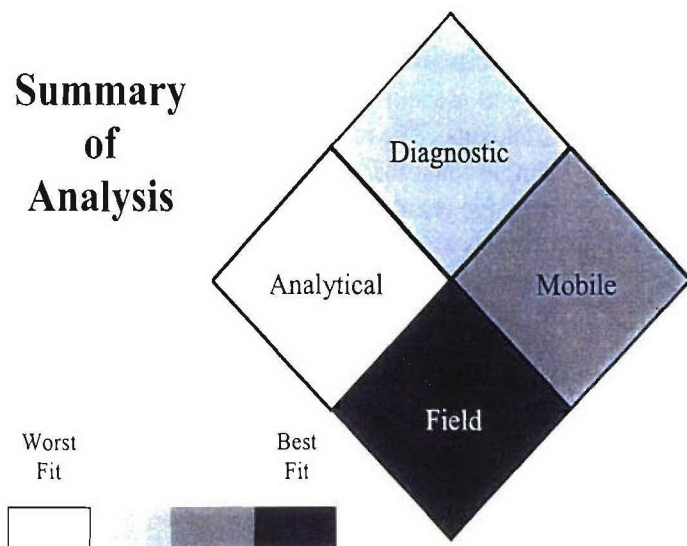 Summary
of
Analysis
Diagnostic
Analytical
Mobile
Field
Worst
Fit
Best
Fit